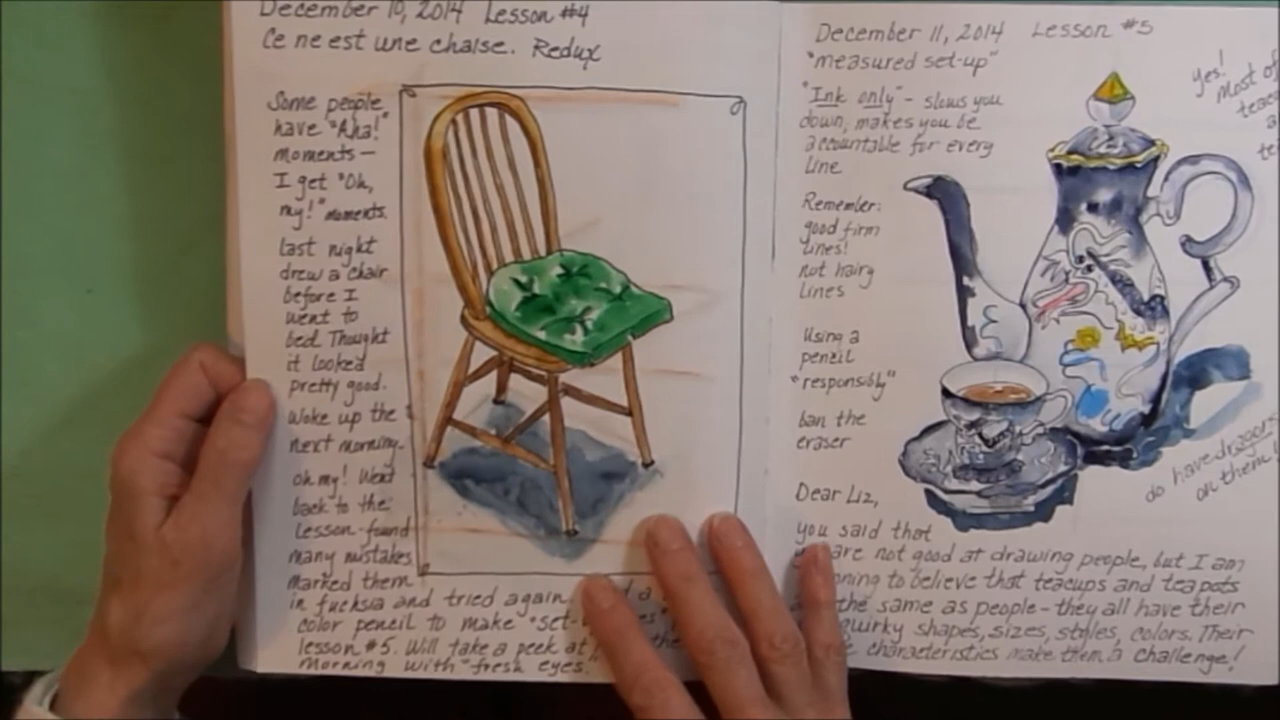 December 10, 2014 Lesson #4
Ce ne est une chaise. Redux
Some people
have "Aha!"
moments—
I get "Oh,
my!" moments.
Last night
drew a chair
before I
went to
bed. Thought
it looked
pretty good.
Woke up the
next morning-
oh my! Went
back to the
Lesson-found
many mistakes
marked them
in fuchsia and tried again.
color pencil to make "set-
lesson #5. Will take a peek at
morning with "fresh eyes."
December 11, 2014 Lesson #5
"measured set-up"
"Ink only" - slows you
down, makes you be
accountable for every
line
Remember:
good firm
lines!
not hairy
lines
Using a
pencil
"responsibly"
ban the
eraser
Yes!
Most of
do have dragons
on them!
Dear Liz,
you said that
are not good at drawing people, but I am
to believe that teacups and teapots
the same as people - they all have their
quirky shapes, sizes, styles, colors. Their
characteristics make them a challenge!